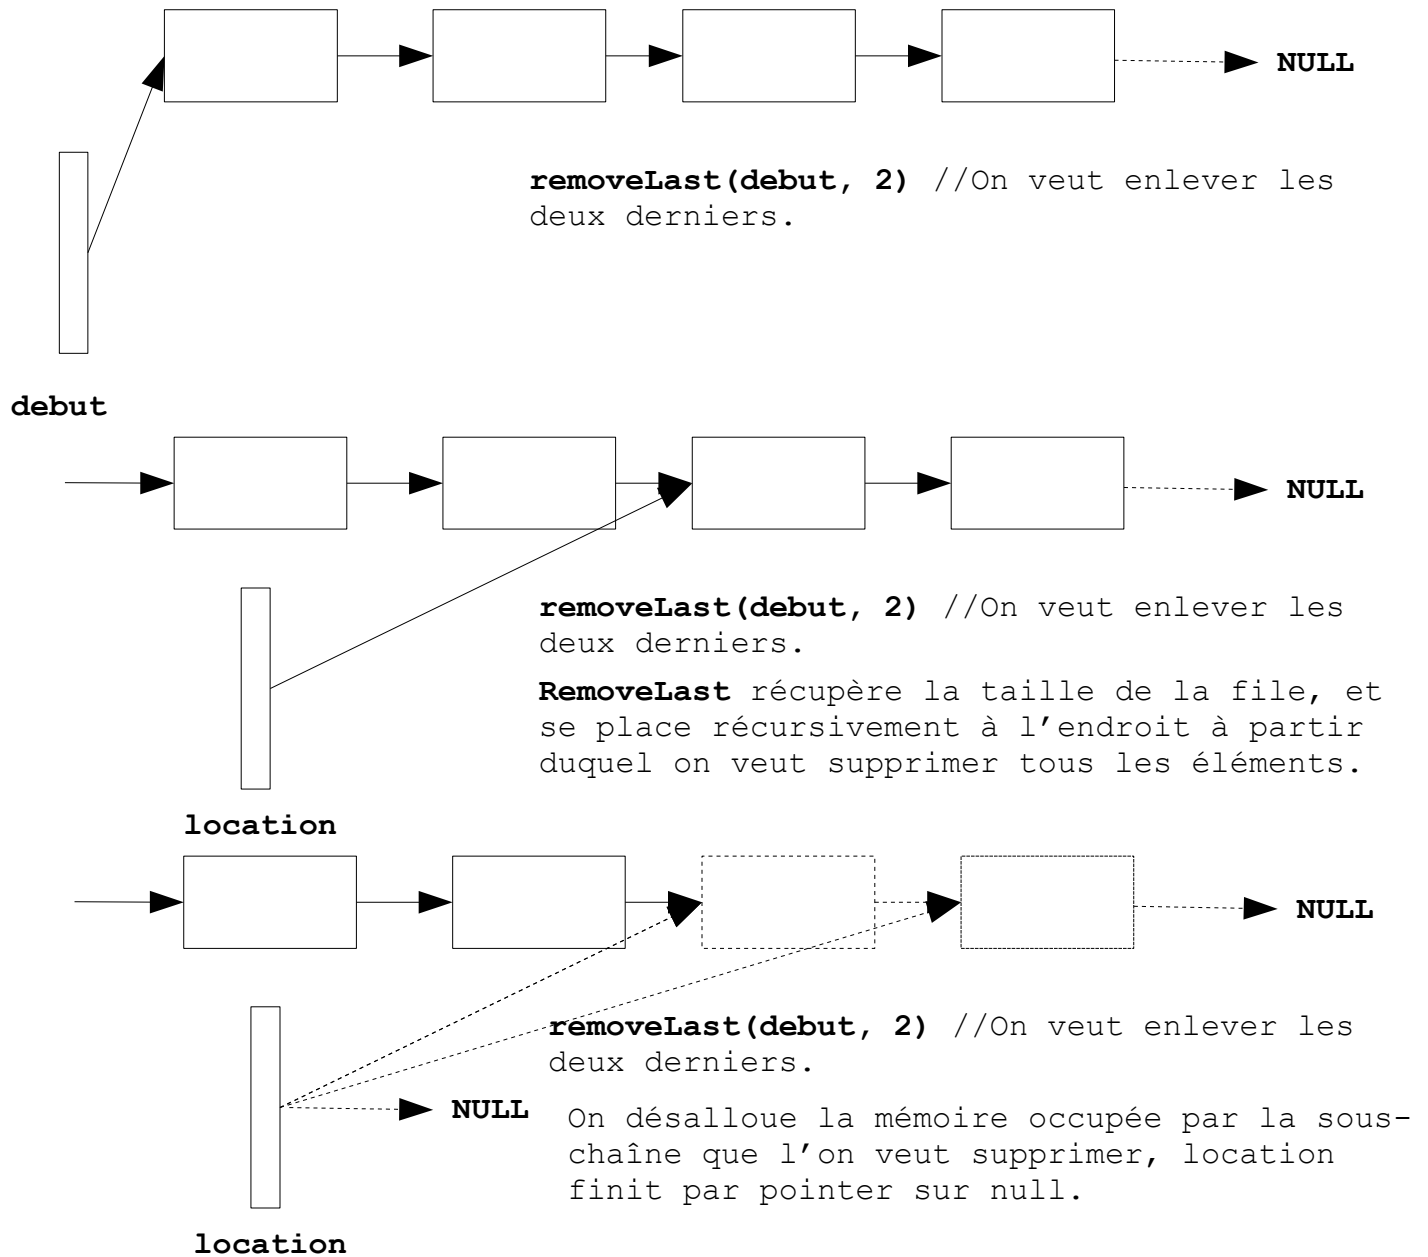 NULL
removeLast(debut, 2) //On veut enlever les
deux derniers.
debut
NULL
removeLast(debut, 2) //On veut enlever les
deux derniers.
RemoveLast récupère la taille de la file, et
se place récursivement à l’endroit à partir
duquel on veut supprimer tous les éléments.
location
NULL
removeLast(debut, 2) //On veut enlever les
deux derniers.
NULL
On désalloue la mémoire occupée par la sous-
chaîne que l’on veut supprimer, location
finit par pointer sur null.
location